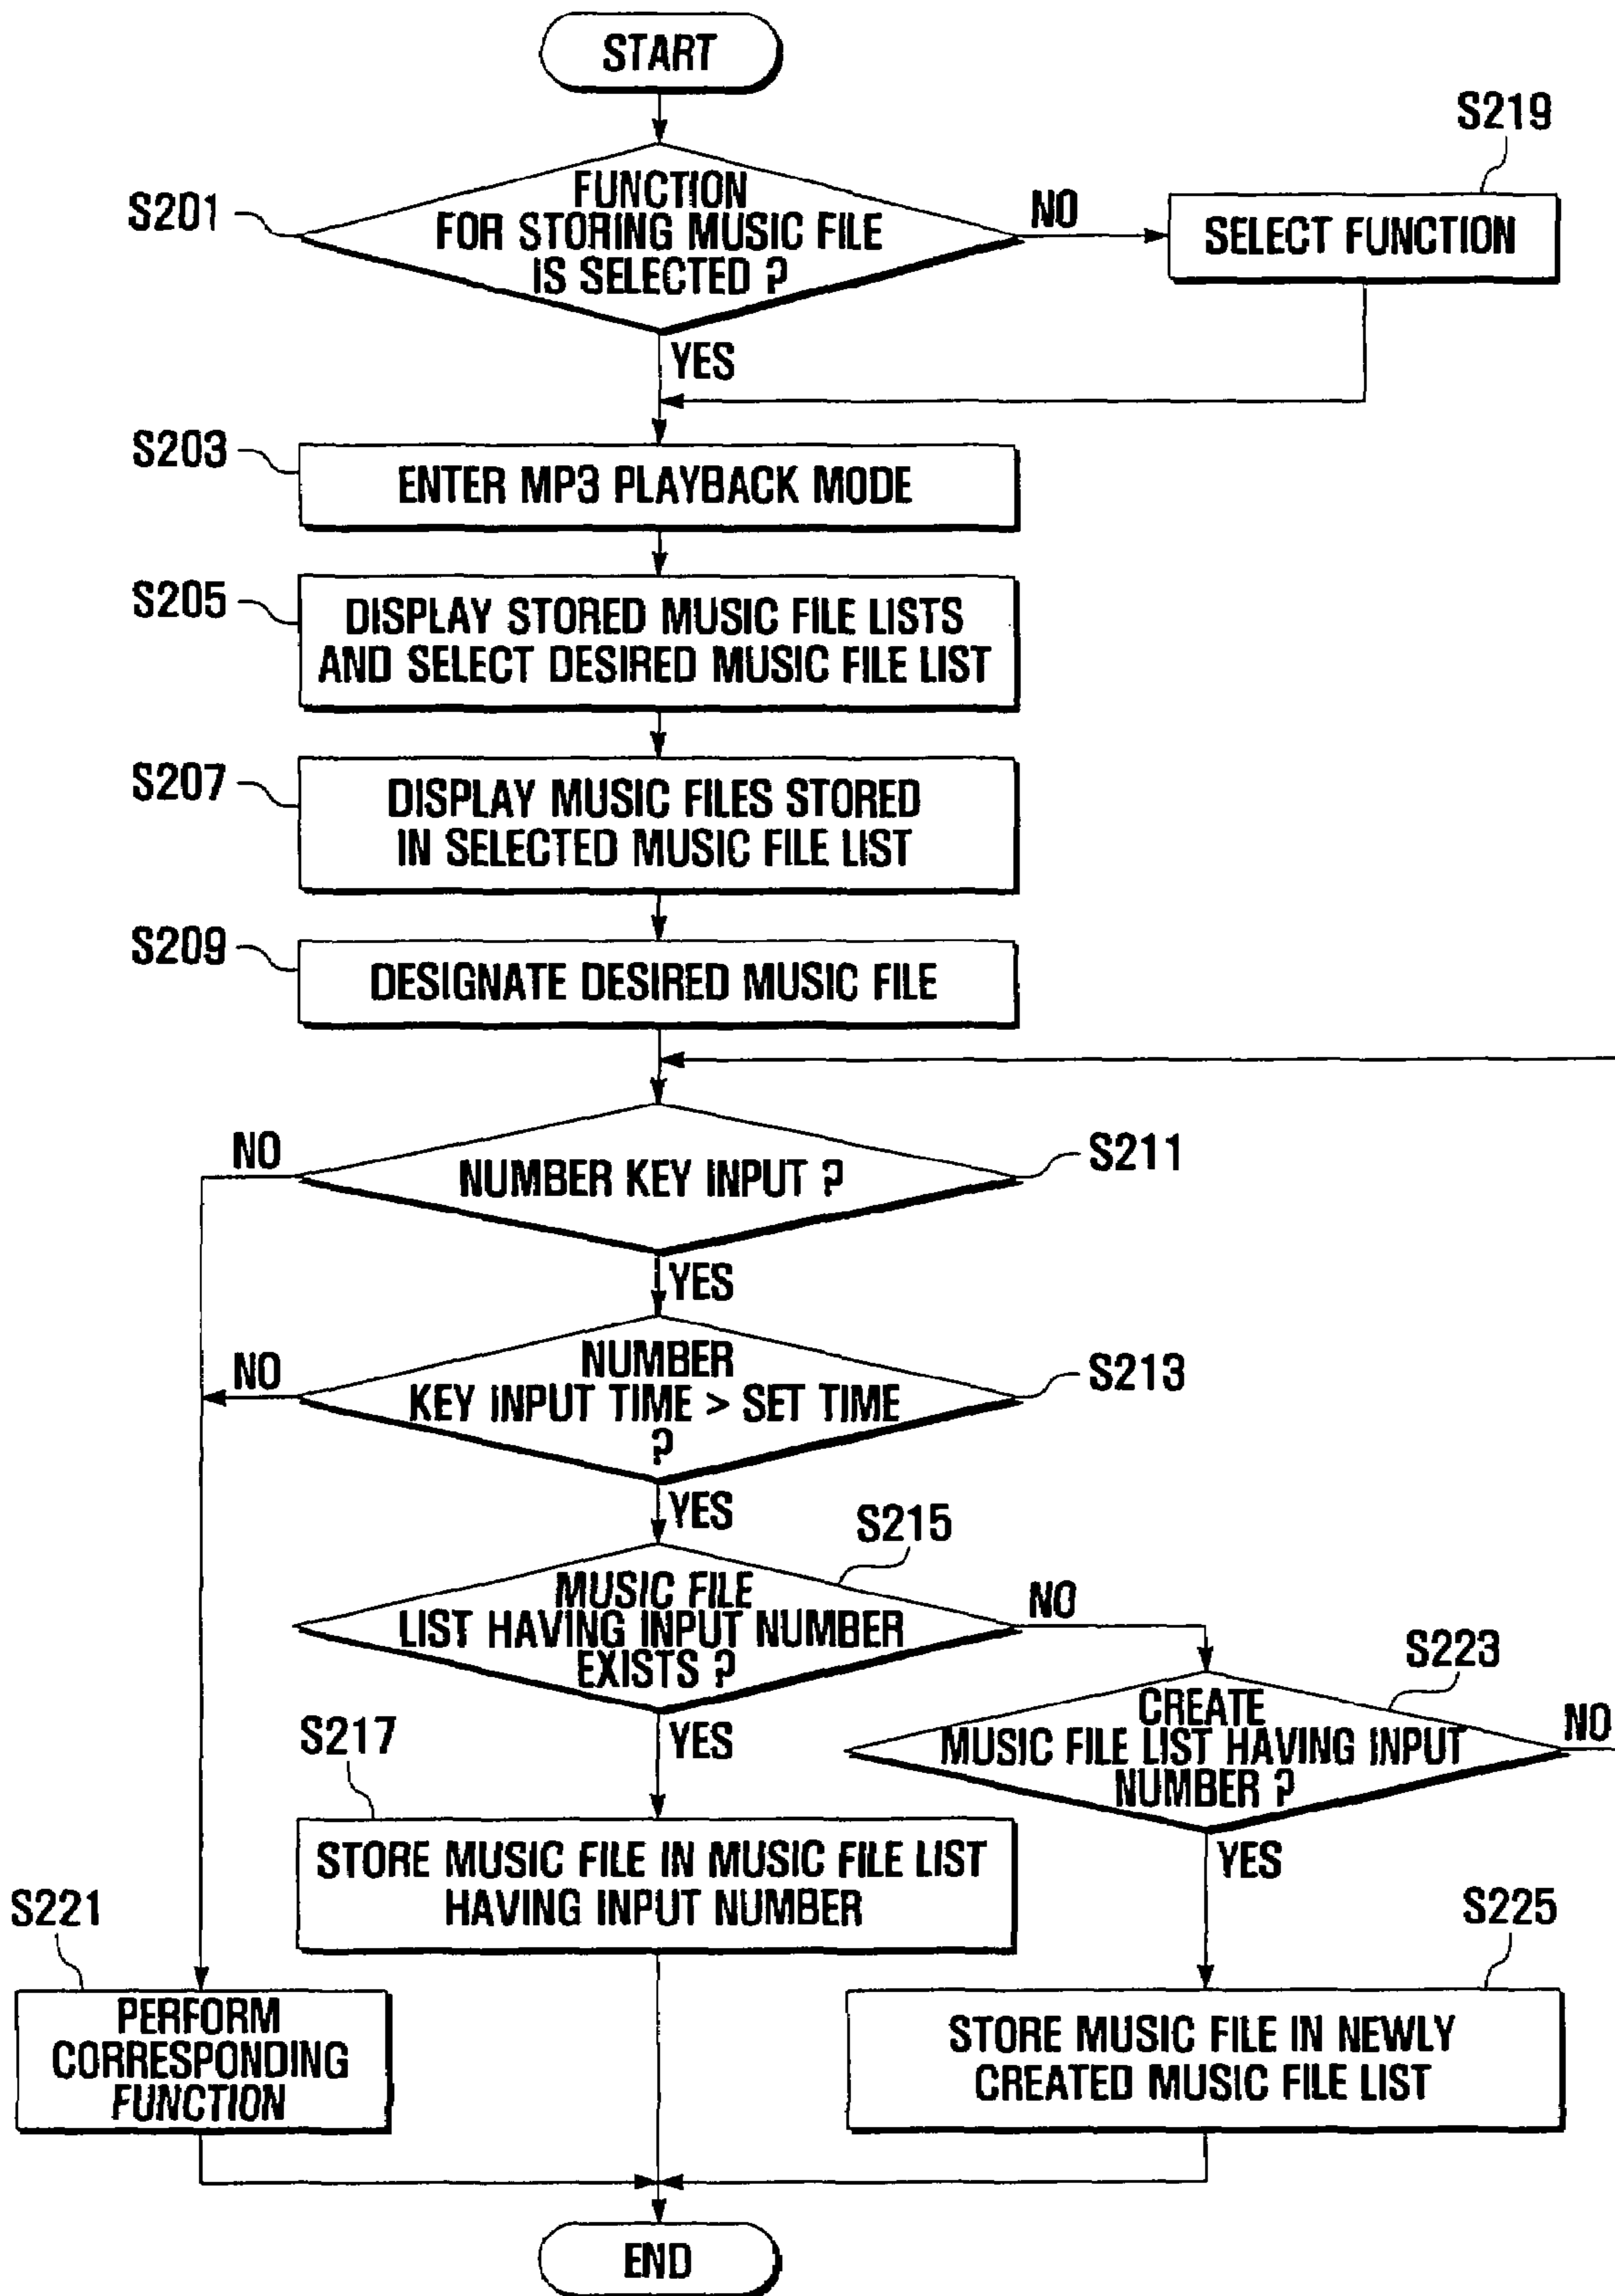 START
S219
S201
FUNCTION
FOR STORING MUSIC FILE
IS SELECTED ?
NO
SELECT FUNCTION
YES
S203
ENTER MP3 PLAYBACK MODE
S205
DISPLAY STORED MUSIC FILE LISTS
AND SELECT DESIRED MUSIC FILE LIST
S207
DISPLAY MUSIC FILES STORED
IN SELECTED MUSIC FILE LIST
S209
DESIGNATE DESIRED MUSIC FILE
NO
NUMBER KEY INPUT ?
S211
YES
NO
NUMBER
KEY INPUT TIME > SET TIME
?
S213
YES
S215
MUSIC FILE
LIST HAVING INPUT NUMBER
EXISTS ?
NO
S223
CREATE
MUSIC FILE LIST HAVING INPUT
NUMBER ?
NO
YES
S217
STORE MUSIC FILE IN MUSIC FILE LIST
HAVING INPUT NUMBER
YES
S221
PERFORM
CORRESPONDING
FUNCTION
S225
STORE MUSIC FILE IN NEWLY
CREATED MUSIC FILE LIST
END